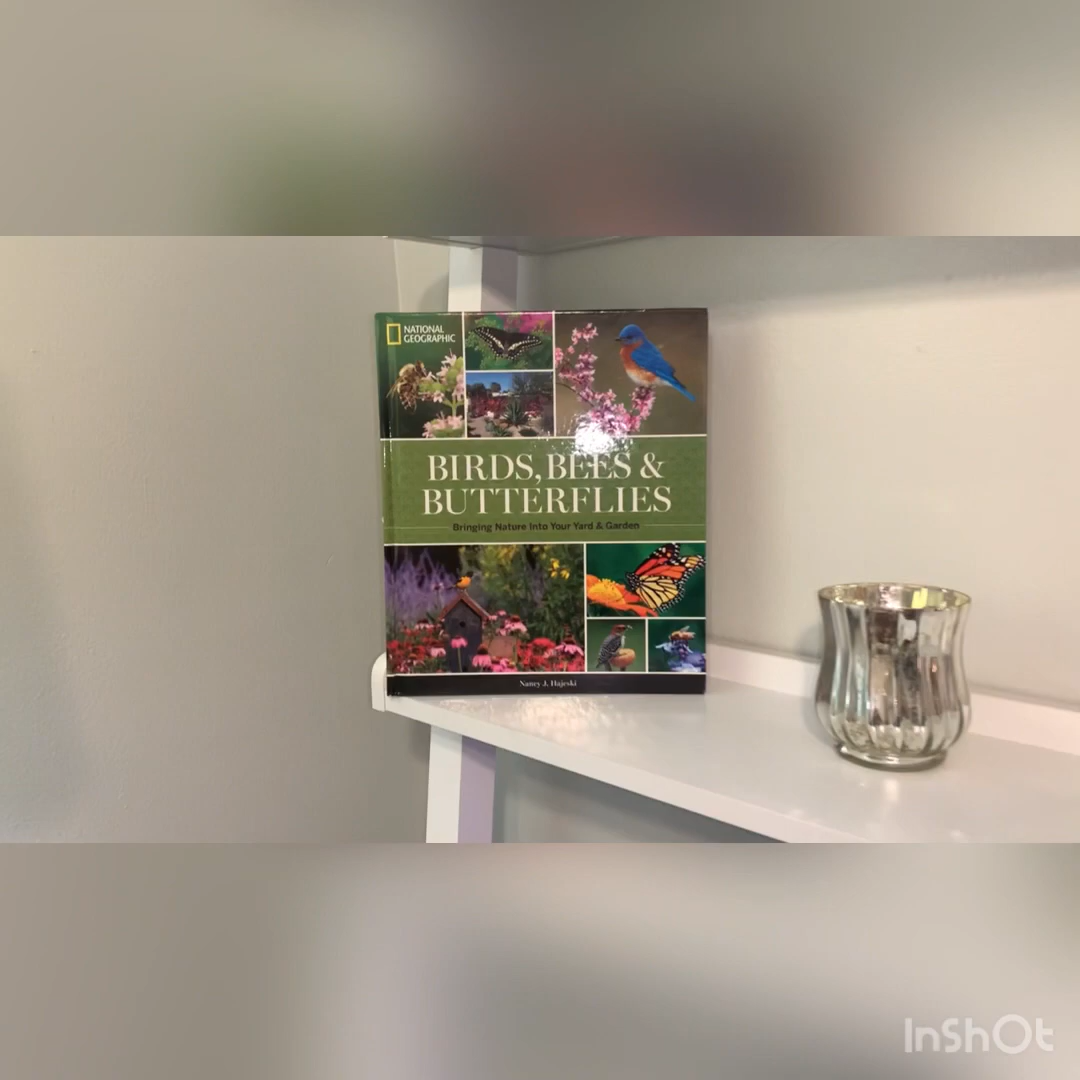 NATIONAL
GEOGRAPHIC
BIRDS, BEES &
BUTTERFLIES
Bringing Nature Into Your Yard & Garden
Nancy J. Hajeski
InShOt